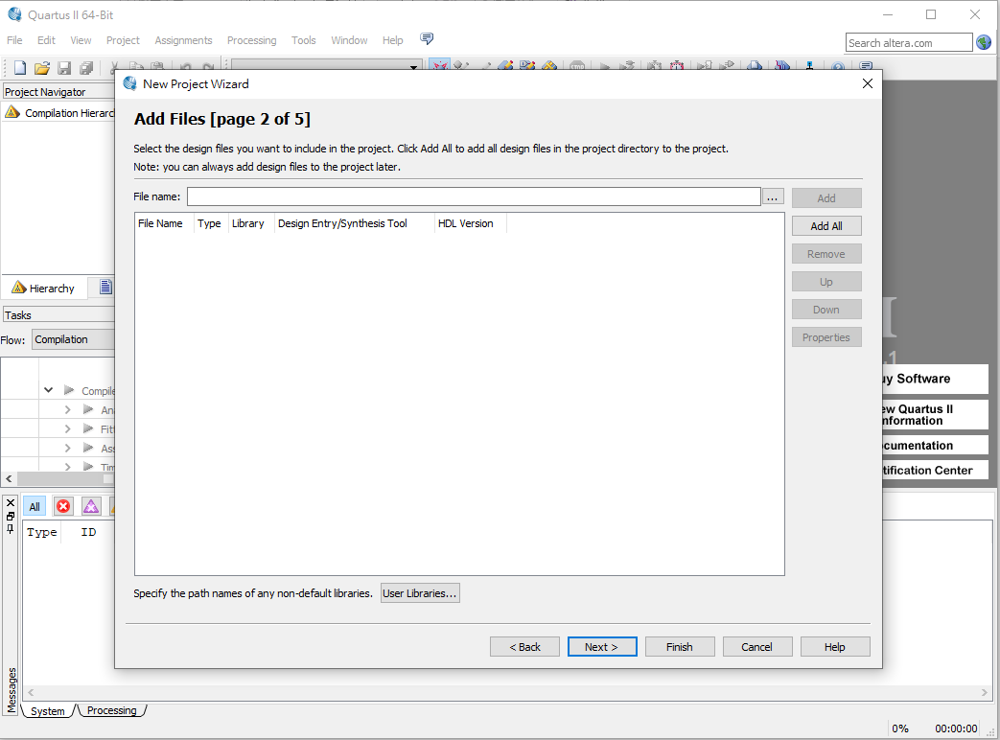 Quartus II 64-Bit
File Edit View Project Assignments Processing Tools Window Help
Search altera.com
Project Navigator
Compilation Hierarc
Hierarchy
Tasks
Flow: Compilation
Compile
An
Fitt
Ass
Tim
New Project Wizard
Add Files [page 2 of 5]
Select the design files you want to include in the project. Click Add All to add all design files in the project directory to the project.
Note: you can always add design files to the project later.
File name: ... Add
File Name Type Library Design Entry/Synthesis Tool HDL Version
Add All
Remove
Up
Down
Properties
Specify the path names of any non-default libraries. User Libraries...
< Back Next > Finish Cancel Help
I
.1
uy Software
ew Quartus II
nformation
cumentation
tification Center
All
Type ID
Messages
System Processing
0% 00:00:00